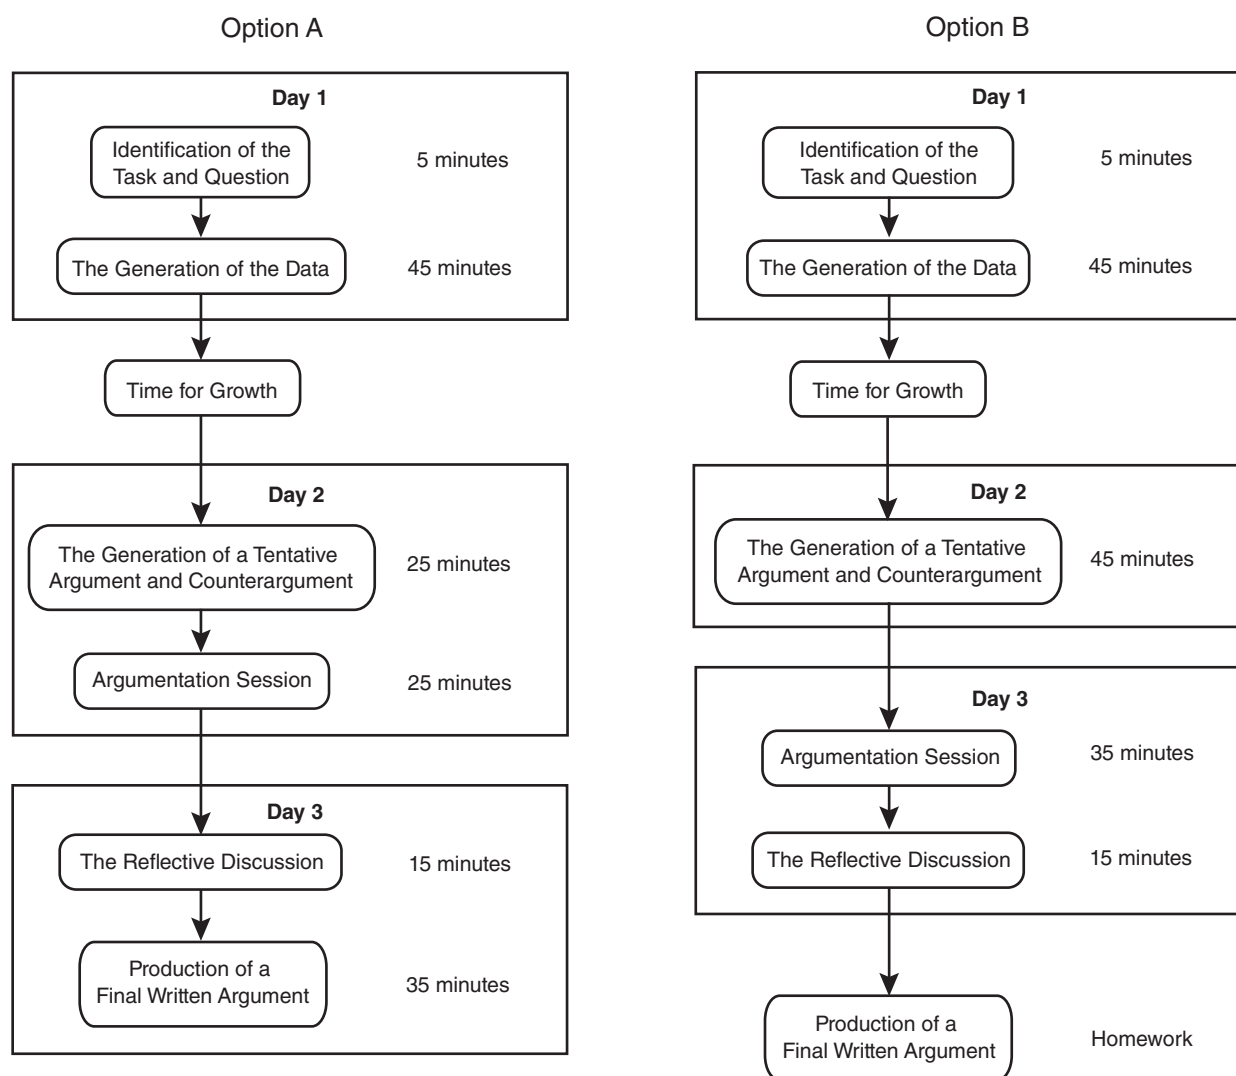 Option A
Day 1
Identification of the
Task and Question
5 minutes
The Generation of the Data
45 minutes
Time for Growth
Day 2
The Generation of a Tentative
Argument and Counterargument
25 minutes
Argumentation Session
25 minutes
Day 3
The Reflective Discussion
15 minutes
Production of a
Final Written Argument
35 minutes
Option B
Day 1
Identification of the
Task and Question
5 minutes
The Generation of the Data
45 minutes
Time for Growth
Day 2
The Generation of a Tentative
Argument and Counterargument
45 minutes
Day 3
Argumentation Session
35 minutes
The Reflective Discussion
15 minutes
Production of a
Final Written Argument
Homework